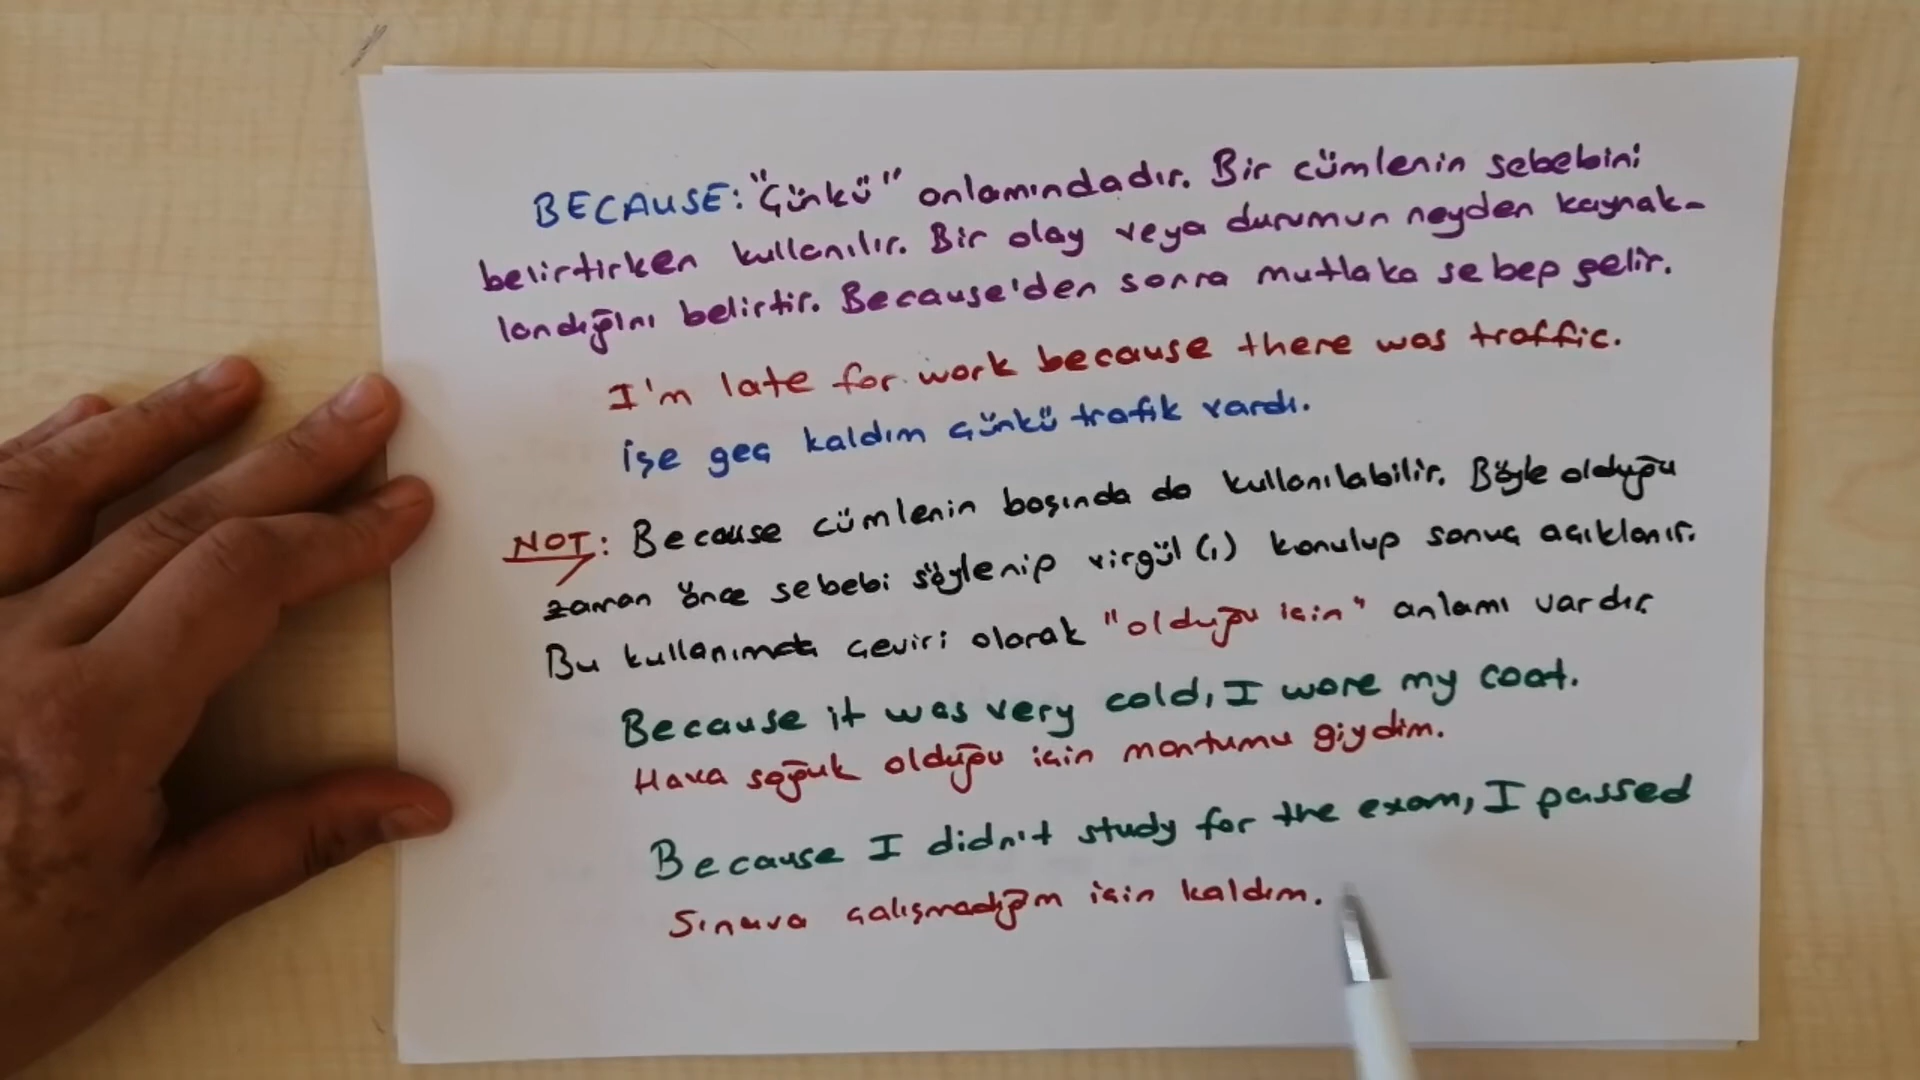 BECAUSE: "Çünkü" anlamındadır. Bir cümlenin sebebini
belirtirken kullanılır. Bir olay veya durumun neyden kaynak-
landığını belirtir. Because'den sonra mutlaka sebep gelir.
I'm late for work because there was traffic.
işe geç kaldım çünkü trafik vardı.
NOT: Because cümlenin başında da kullanılabilir. Böyle olduğu
zaman önce sebebi söylenip virgül (,) konulup sonuç açıklanır.
Bu kullanımda çeviri olarak "olduğu için" anlamı vardır
Because it was very cold, I wore my coat.
Hava soğuk olduğu için montumu giydim.
Because I didn't study for the exam, I passed
Sınava çalışmadığım için kaldım.